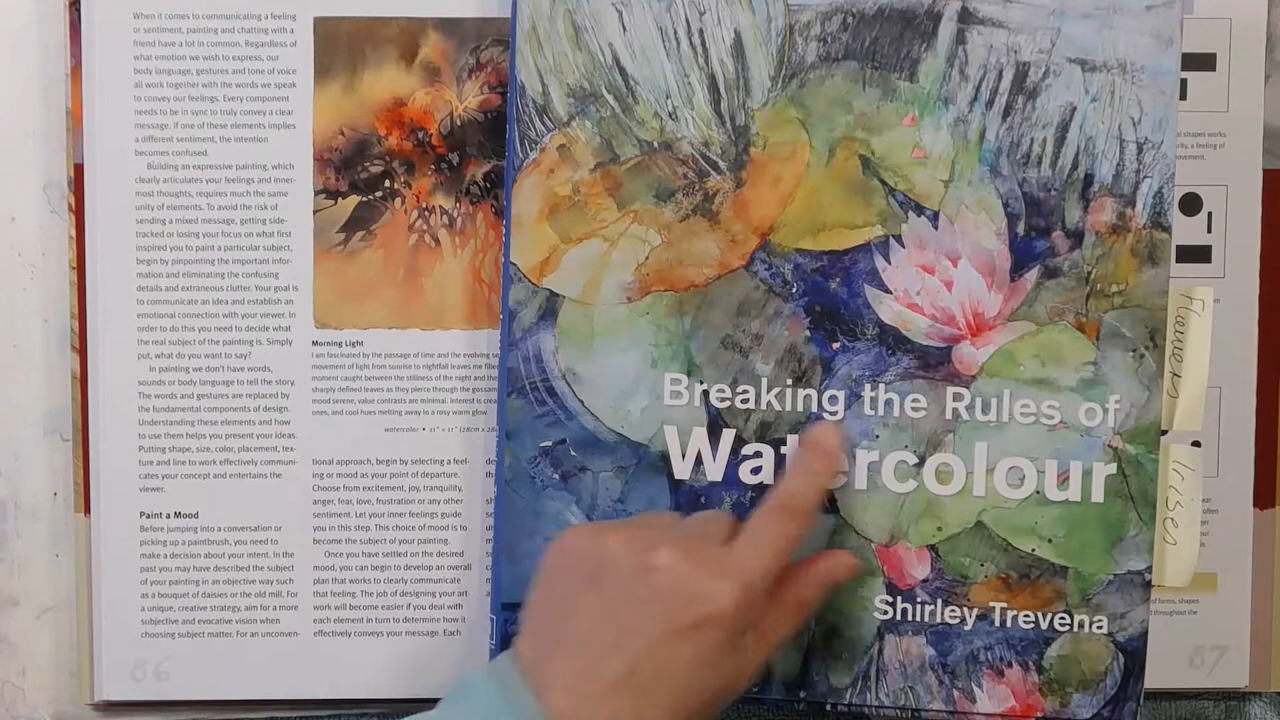 When it comes to communicating a feeling
or sentiment, painting and chatting with a
friend have a lot in common. Regardless of
what emotion we wish to express, our
body language, gestures and tone of voice
all work together with the words we speak
to convey our feelings. Every component
needs to be in sync to truly convey a clear
message. If one of these elements implies
a different sentiment, the intention
becomes confused.
Building an expressive painting, which
clearly articulates your feelings and inner-
most thoughts, requires much the same
unity of elements. To avoid the risk of
sending a mixed message, getting side-
tracked or losing your focus on what first
inspired you to paint a particular subject,
begin by pinpointing the important infor-
mation and eliminating the confusing
details and extraneous clutter. Your goal is
to communicate an idea and establish an
emotional connection with your viewer. In
order to do this you need to decide what
the real subject of the painting is. Simply
put, what do you want to say?
In painting we don't have words,
sounds or body language to tell the story.
The words and gestures are replaced by
the fundamental components of design.
Understanding these elements and how
to use them helps you present your ideas.
Putting shape, size, color, placement, tex-
ture and line to work effectively communi-
cates your concept and entertains the
viewer.
Paint a Mood
Before jumping into a conversation or
picking up a paintbrush, you need to
make a decision about your intent. In the
past you may have described the subject
of your painting in an objective way such
as a bouquet of daisies or the old mill. For
a unique, creative strategy, aim for a more
subjective and evocative vision when
choosing subject matter. For an unconven-
86
Morning Light
I am fascinated by the passage of time and the evolving
movement of light from sunrise to nightfall leaves me
moment caught between the stillness of the night and the
sharply defined leaves as they pierce through the
mood serene, value contrasts are minimal. Interest is
ones, and cool hues melting away to a rosy warm glow.
watercolor • 11" × 11" (28cm x
tional approach, begin by selecting a feel-
ing or mood as your point of departure.
Choose from excitement, joy, tranquility,
anger, fear, love, frustration or any other
sentiment. Let your inner feelings guide
you in this step. This choice of mood is to
become the subject of your painting.
Once you have settled on the desired
mood, you can begin to develop an overall
plan that works to clearly communicate
that feeling. The job of designing your art-
work will become easier if you deal with
each element in turn to determine how it
effectively conveys your message. Each
Breaking the Rules of
Watercolour
Shirley Trevena
shapes works
a feeling of
Flowers
Irises
of forms, shapes
throughout the
87